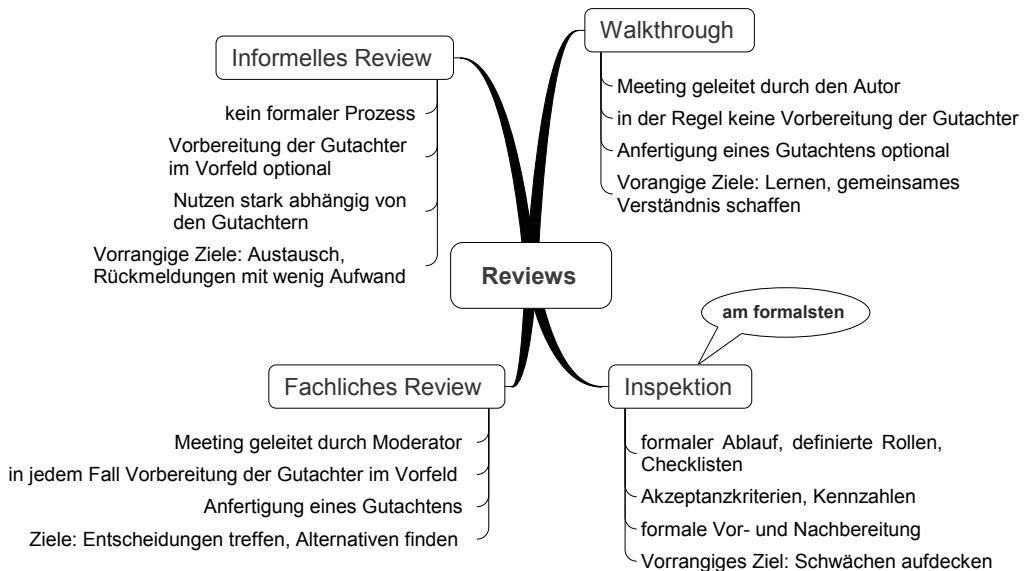 Informelles Review
kein formaler Prozess
Vorbereitung der Gutachter
im Vorfeld optional
Nutzen stark abhängig von
den Gutachtern
Vorrangige Ziele: Austausch,
Rückmeldungen mit wenig Aufwand
Walkthrough
Meeting geleitet durch den Autor
in der Regel keine Vorbereitung der Gutachter
Anfertigung eines Gutachtens optional
Vorangige Ziele: Lernen, gemeinsames
Verständnis schaffen
Reviews
am formalsten
Fachliches Review
Meeting geleitet durch Moderator
in jedem Fall Vorbereitung der Gutachter im Vorfeld
Anfertigung eines Gutachtens
Ziele: Entscheidungen treffen, Alternativen finden
Inspektion
formaler Ablauf, definierte Rollen,
Checklisten
Akzeptanzkriterien, Kennzahlen
formale Vor- und Nachbereitung
Vorrangiges Ziel: Schwächen aufdecken